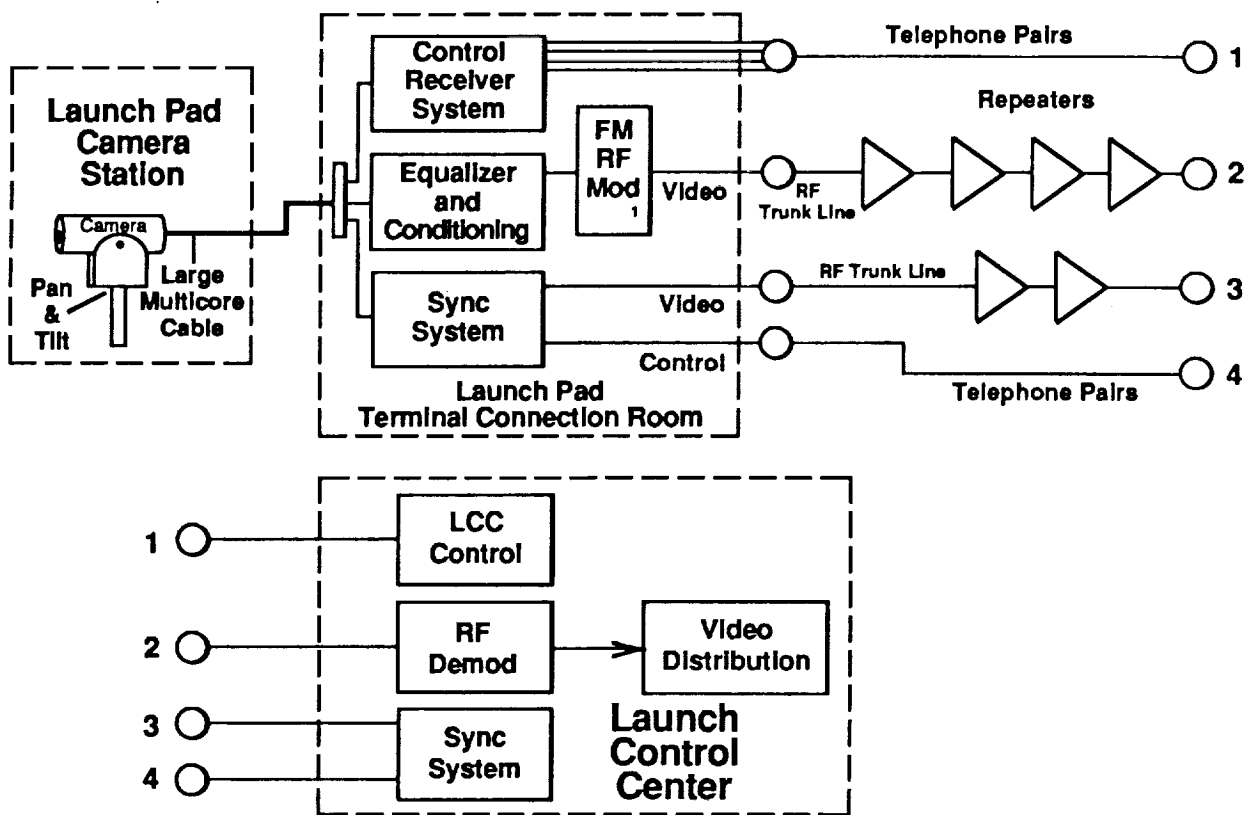 Launch Pad
Camera
Station
Camera
Pan
&
Tilt
Large
Multicore
Cable
Control
Receiver
System
Equalizer
and
Conditioning
FM
RF
Mod
1
Sync
System
Video
Video
Control
Launch Pad
Terminal Connection Room
Telephone Pairs
1
Repeaters
RF
Trunk Line
2
RF Trunk Line
3
Telephone Pairs
4
1
LCC
Control
2
RF
Demod
Video
Distribution
3
4
Sync
System
Launch
Control
Center